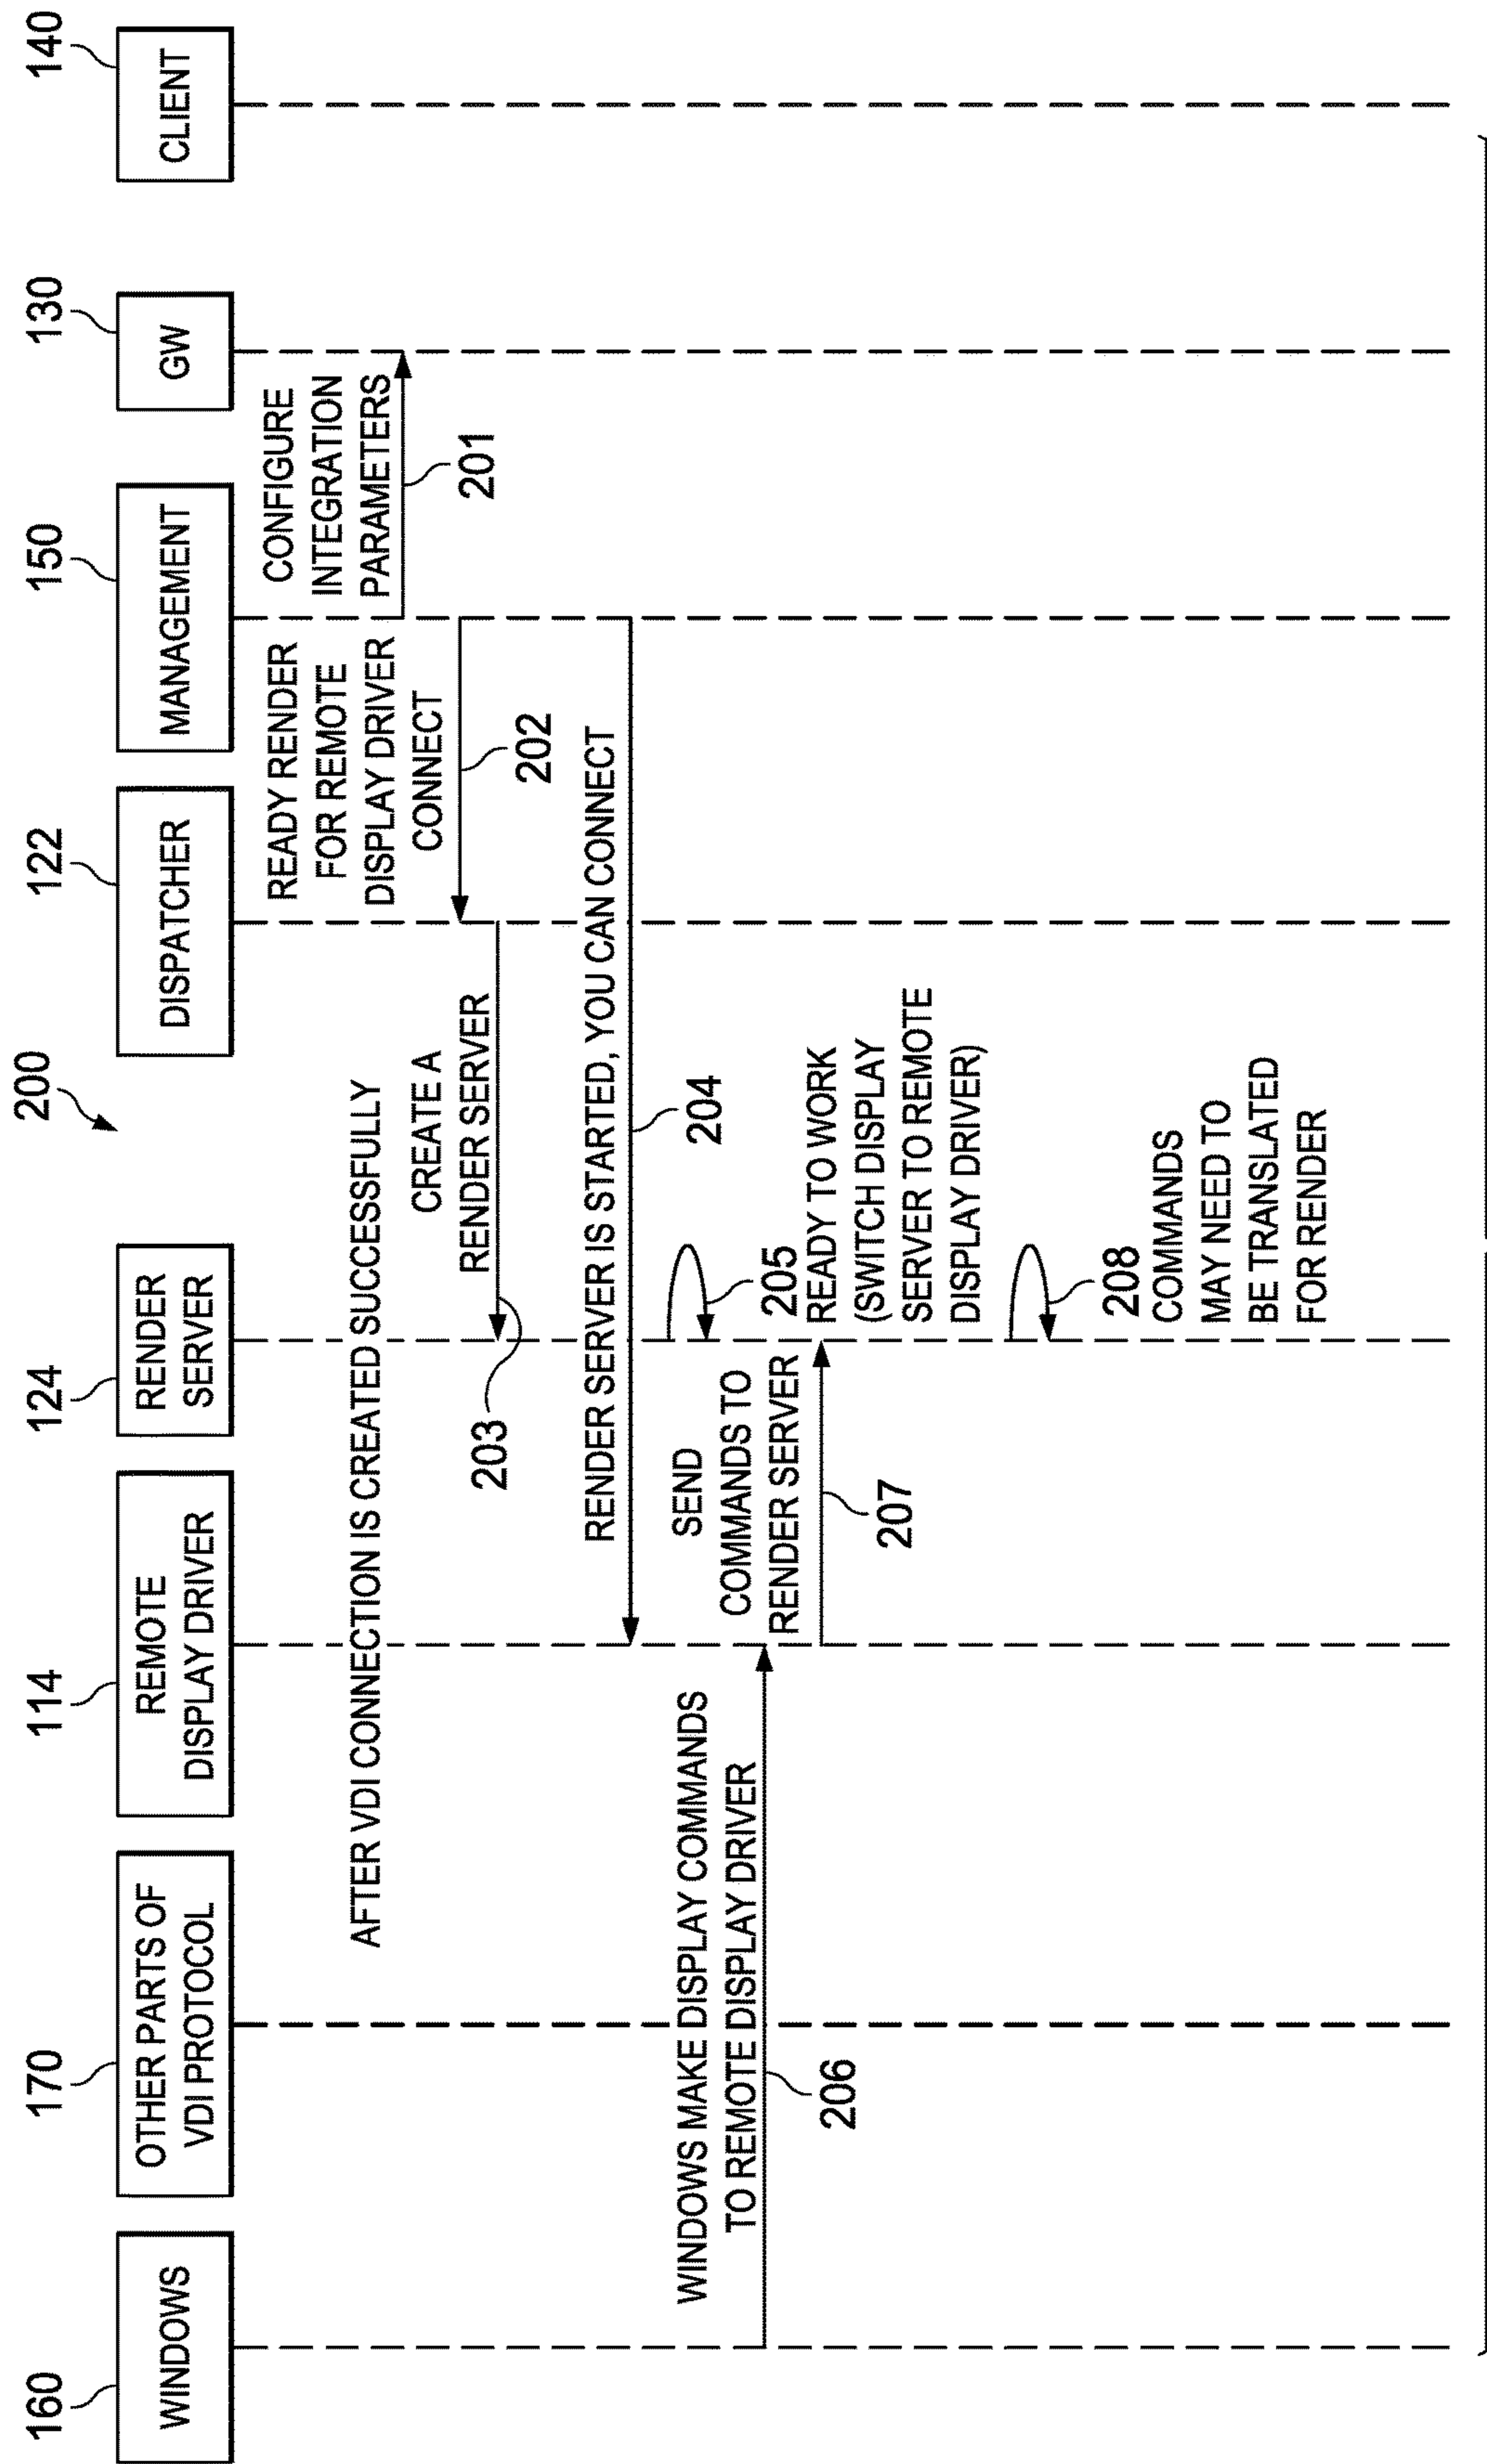 200
160
170
114
124
122
150
130
140
WINDOWS
OTHER PARTS OF
VDI PROTOCOL
REMOTE
DISPLAY DRIVER
RENDER
SERVER
DISPATCHER
MANAGEMENT
GW
CLIENT
CONFIGURE
INTEGRATION
PARAMETERS
201
AFTER VDI CONNECTION IS CREATED SUCCESSFULLY
READY RENDER
FOR REMOTE
DISPLAY DRIVER
CONNECT
202
CREATE A
RENDER SERVER
203
RENDER SERVER IS STARTED, YOU CAN CONNECT
204
205
READY TO WORK
(SWITCH DISPLAY
SERVER TO REMOTE
DISPLAY DRIVER)
WINDOWS MAKE DISPLAY COMMANDS
TO REMOTE DISPLAY DRIVER
206
SEND
COMMANDS TO
RENDER SERVER
207
208
COMMANDS
MAY NEED TO
BE TRANSLATED
FOR RENDER